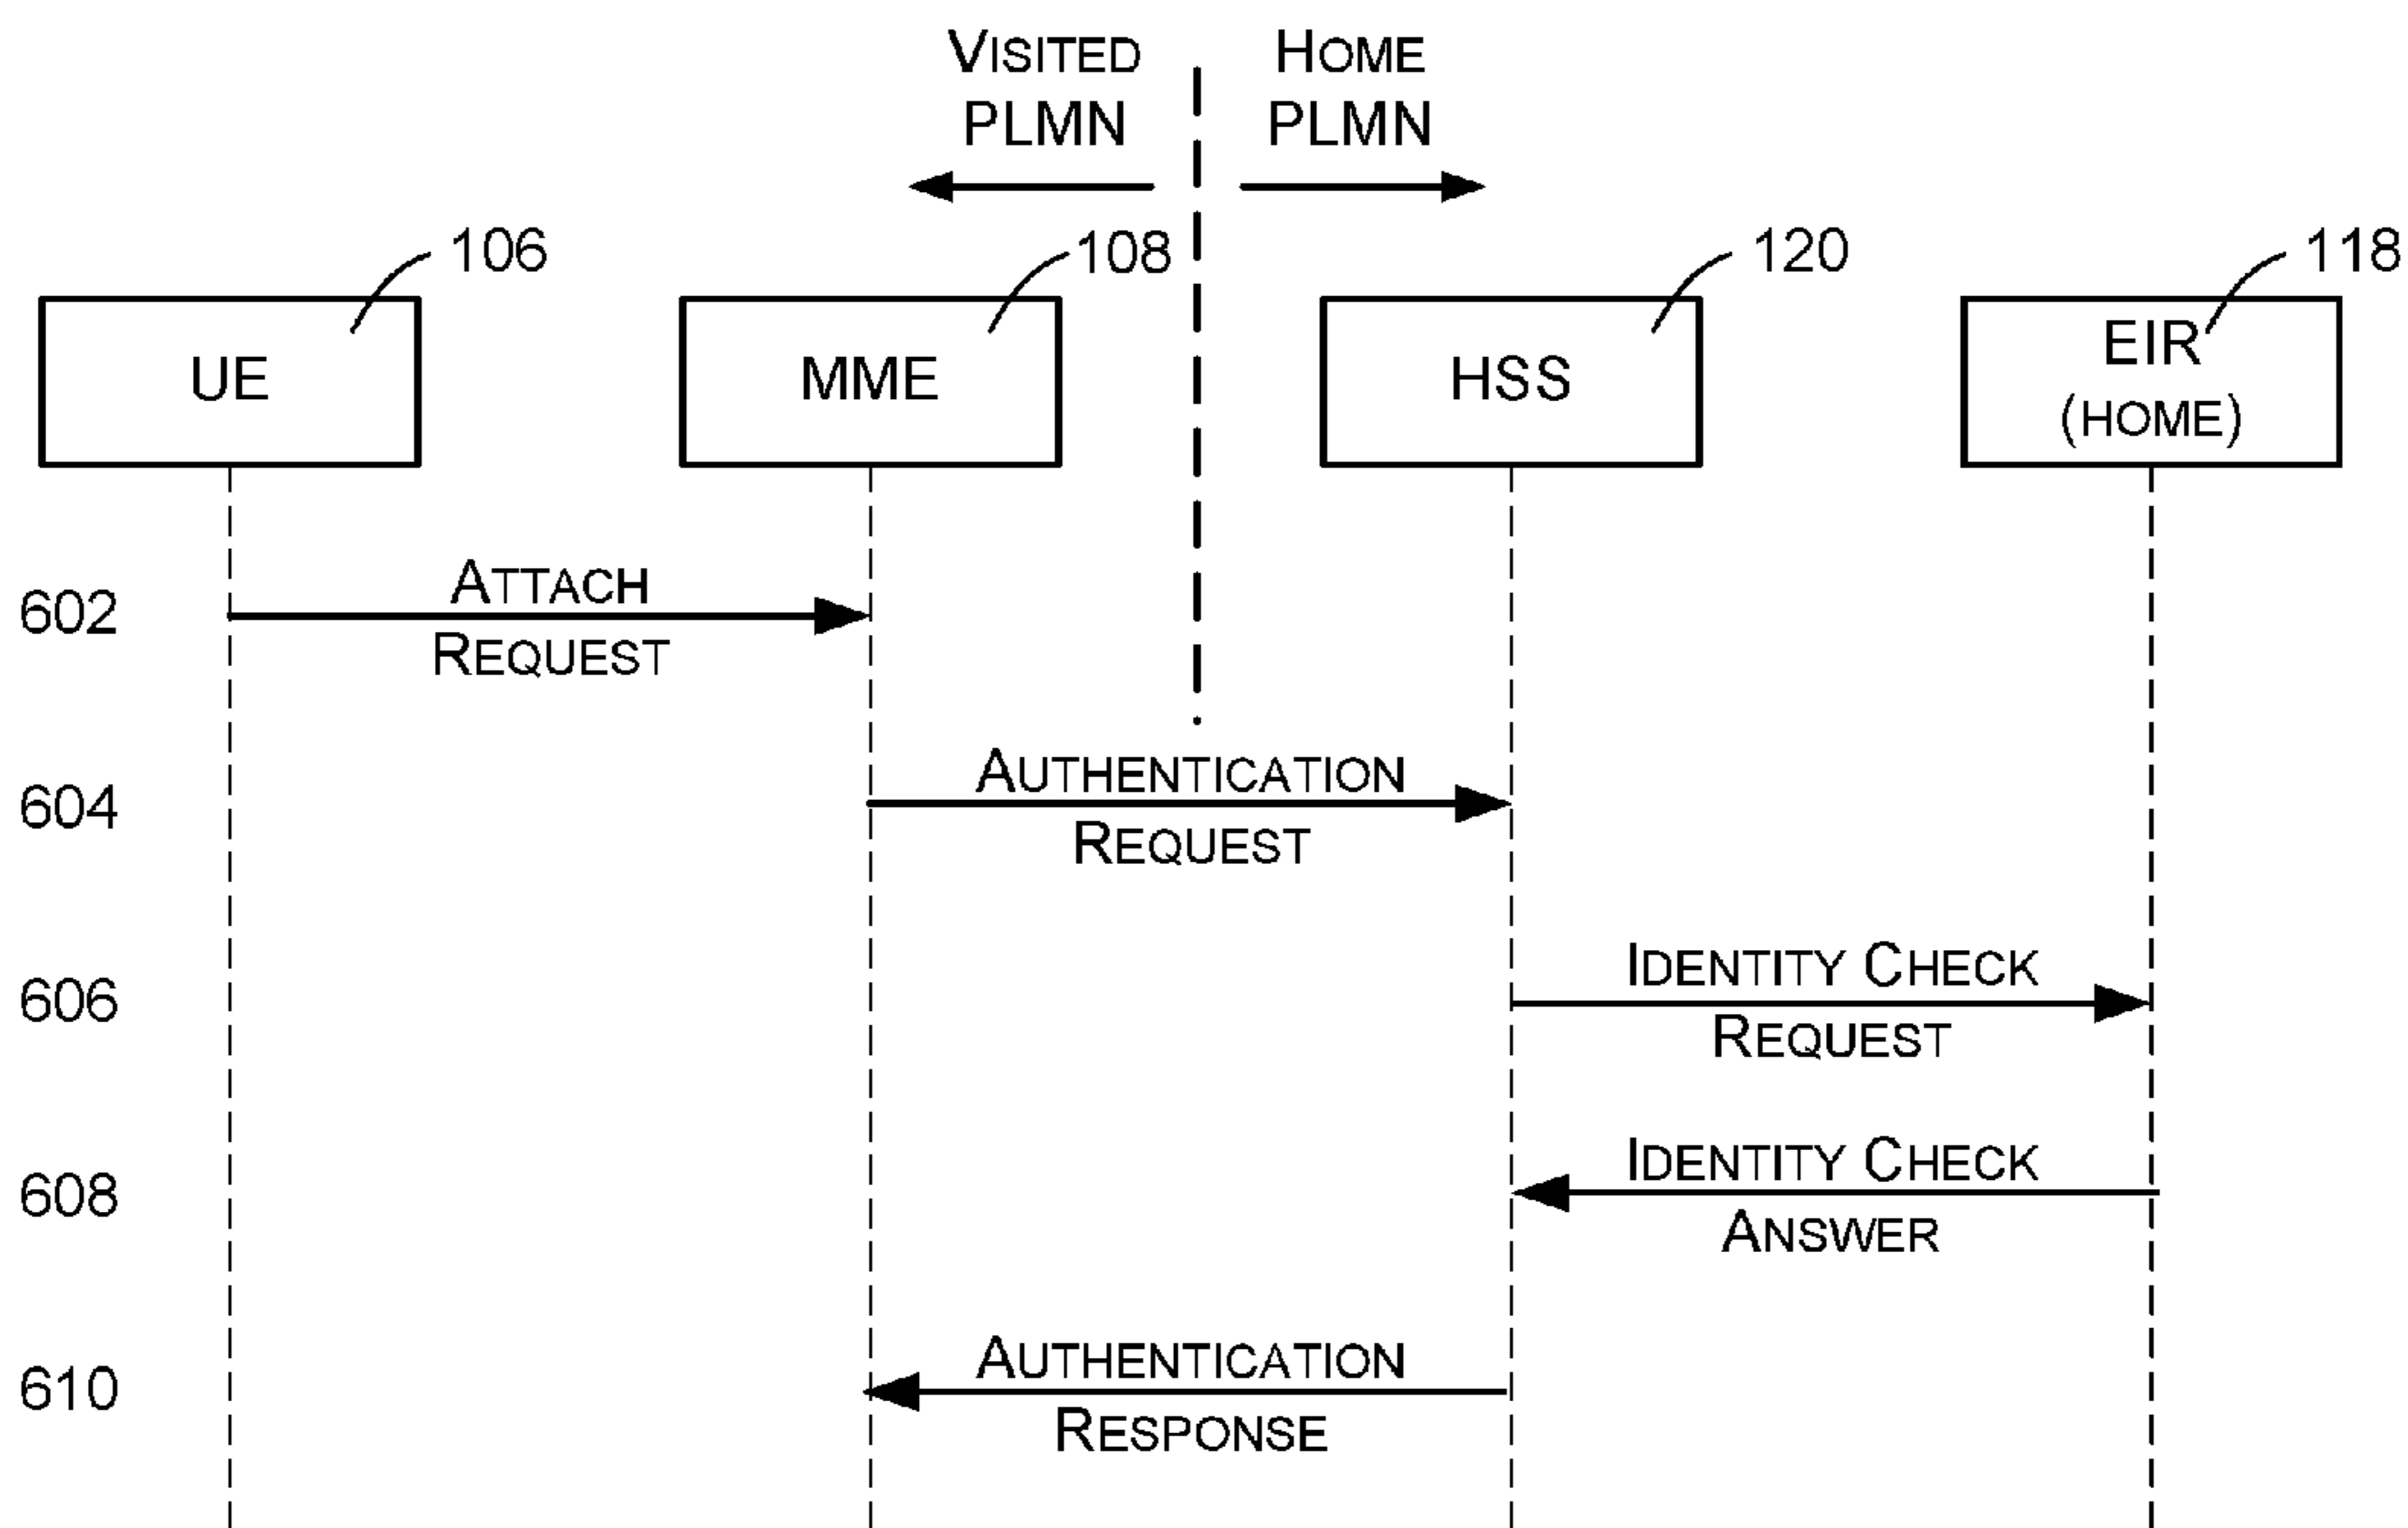 VISITED
PLMN
HOME
PLMN
106
108
120
118
UE
MME
HSS
EIR
(HOME)
602
ATTACH
REQUEST
604
AUTHENTICATION
REQUEST
606
IDENTITY CHECK
REQUEST
608
IDENTITY CHECK
ANSWER
610
AUTHENTICATION
RESPONSE